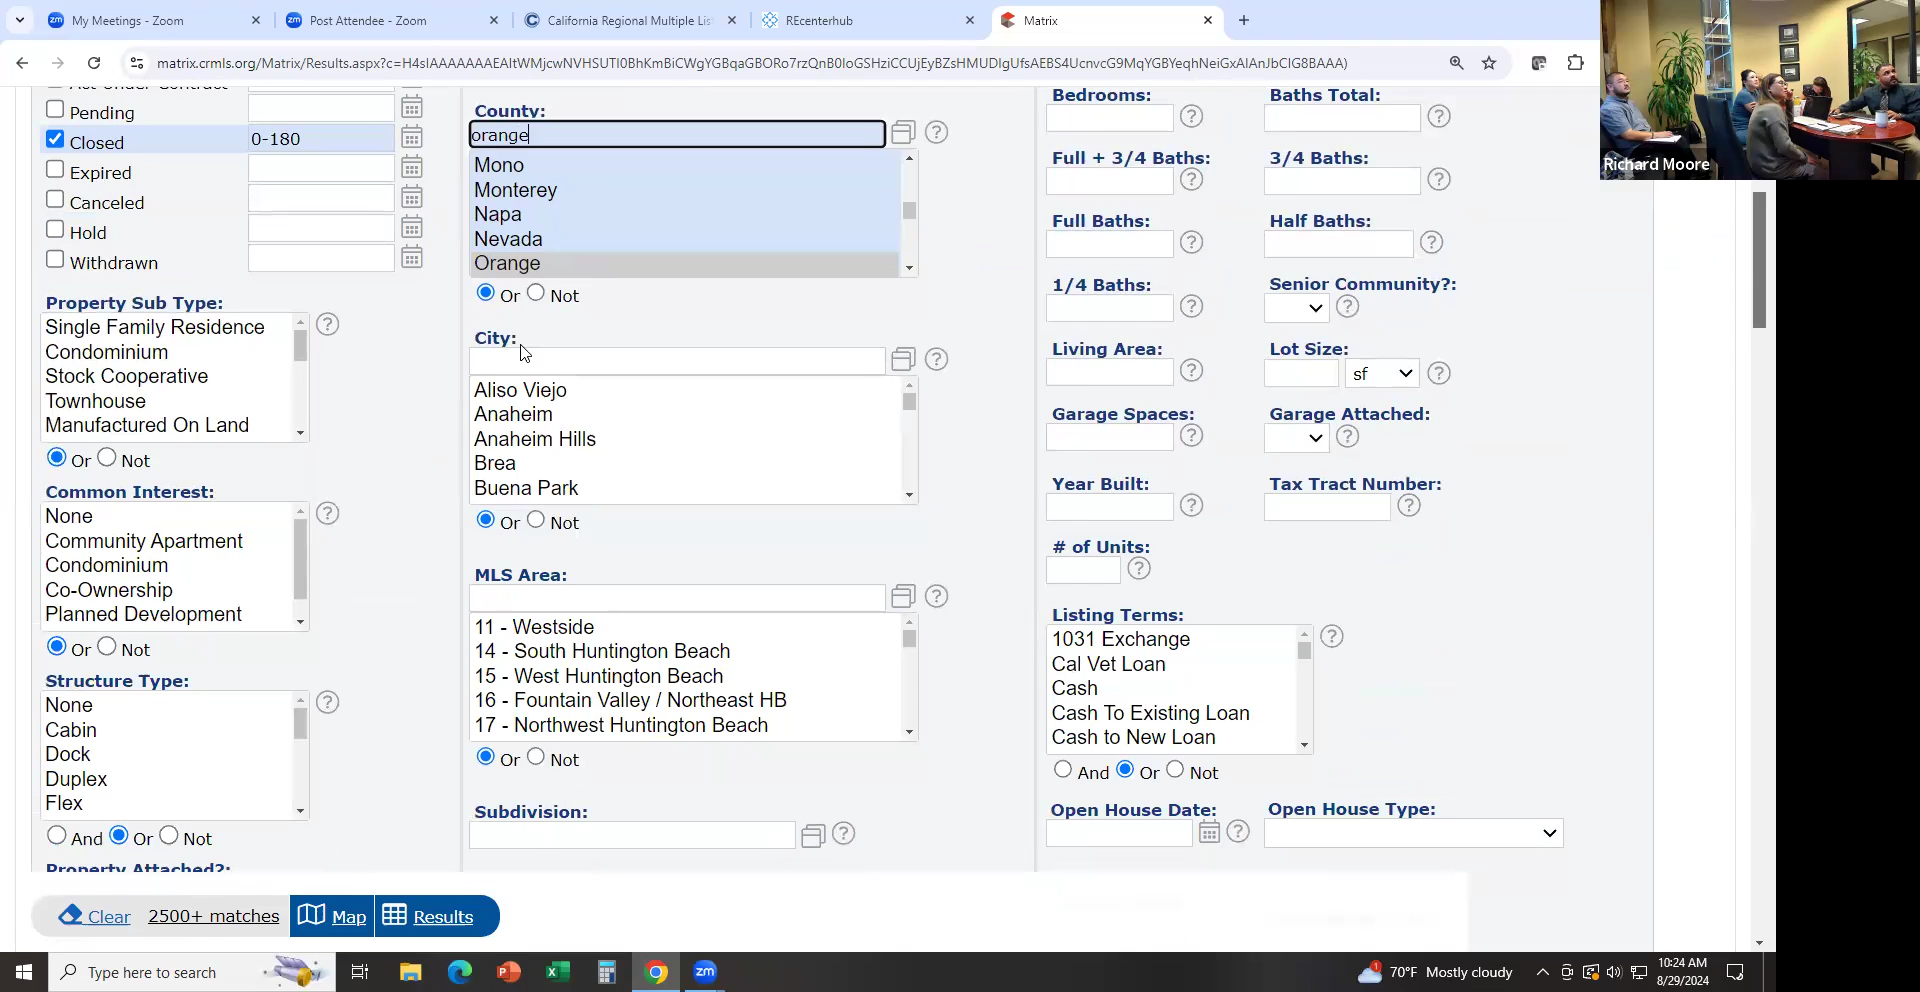 My Meetings - Zoom
Post Attendee - Zoom
California Regional Multiple Lis
REcenterhub
Matrix
Pending
Closed
0-180
Expired
Canceled
Hold
Withdrawn
Property Sub Type:
Single Family Residence
Condominium
Stock Cooperative
Townhouse
Manufactured On Land
Or Not
Common Interest:
None
Community Apartment
Condominium
Co-Ownership
Planned Development
Or Not
Structure Type:
None
Cabin
Dock
Duplex
Flex
And Or Not
Property Attached?:
County:
orange
Mono
Monterey
Napa
Nevada
Orange
Or Not
City:
Aliso Viejo
Anaheim
Anaheim Hills
Brea
Buena Park
Or Not
MLS Area:
11 - Westside
14 - South Huntington Beach
15 - West Huntington Beach
16 - Fountain Valley / Northeast HB
17 - Northwest Huntington Beach
Or Not
Subdivision:
Bedrooms:
Baths Total:
Full + 3/4 Baths:
3/4 Baths:
Full Baths:
Half Baths:
1/4 Baths:
Senior Community?:
Living Area:
Lot Size:
sf
Garage Spaces:
Garage Attached:
Year Built:
Tax Tract Number:
# of Units:
Listing Terms:
1031 Exchange
Cal Vet Loan
Cash
Cash To Existing Loan
Cash to New Loan
And Or Not
Open House Date:
Open House Type:
Richard Moore
Clear
2500+ matches
Map
Results
Type here to search
70°F Mostly cloudy
10:24 AM
8/29/2024